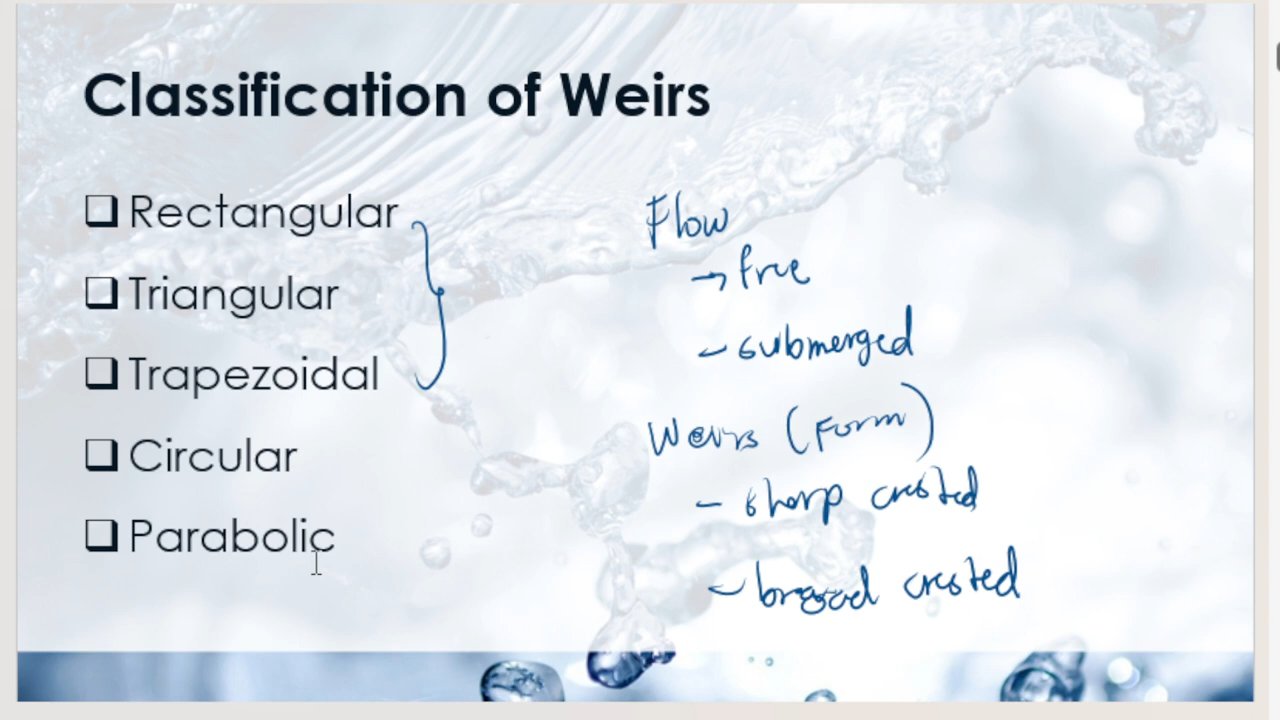 Classification of Weirs
Rectangular
Triangular
Trapezoidal
Circular
Parabolic
Flow
→ free
- submerged
Weirs (Form)
- sharp crested
- broad crested